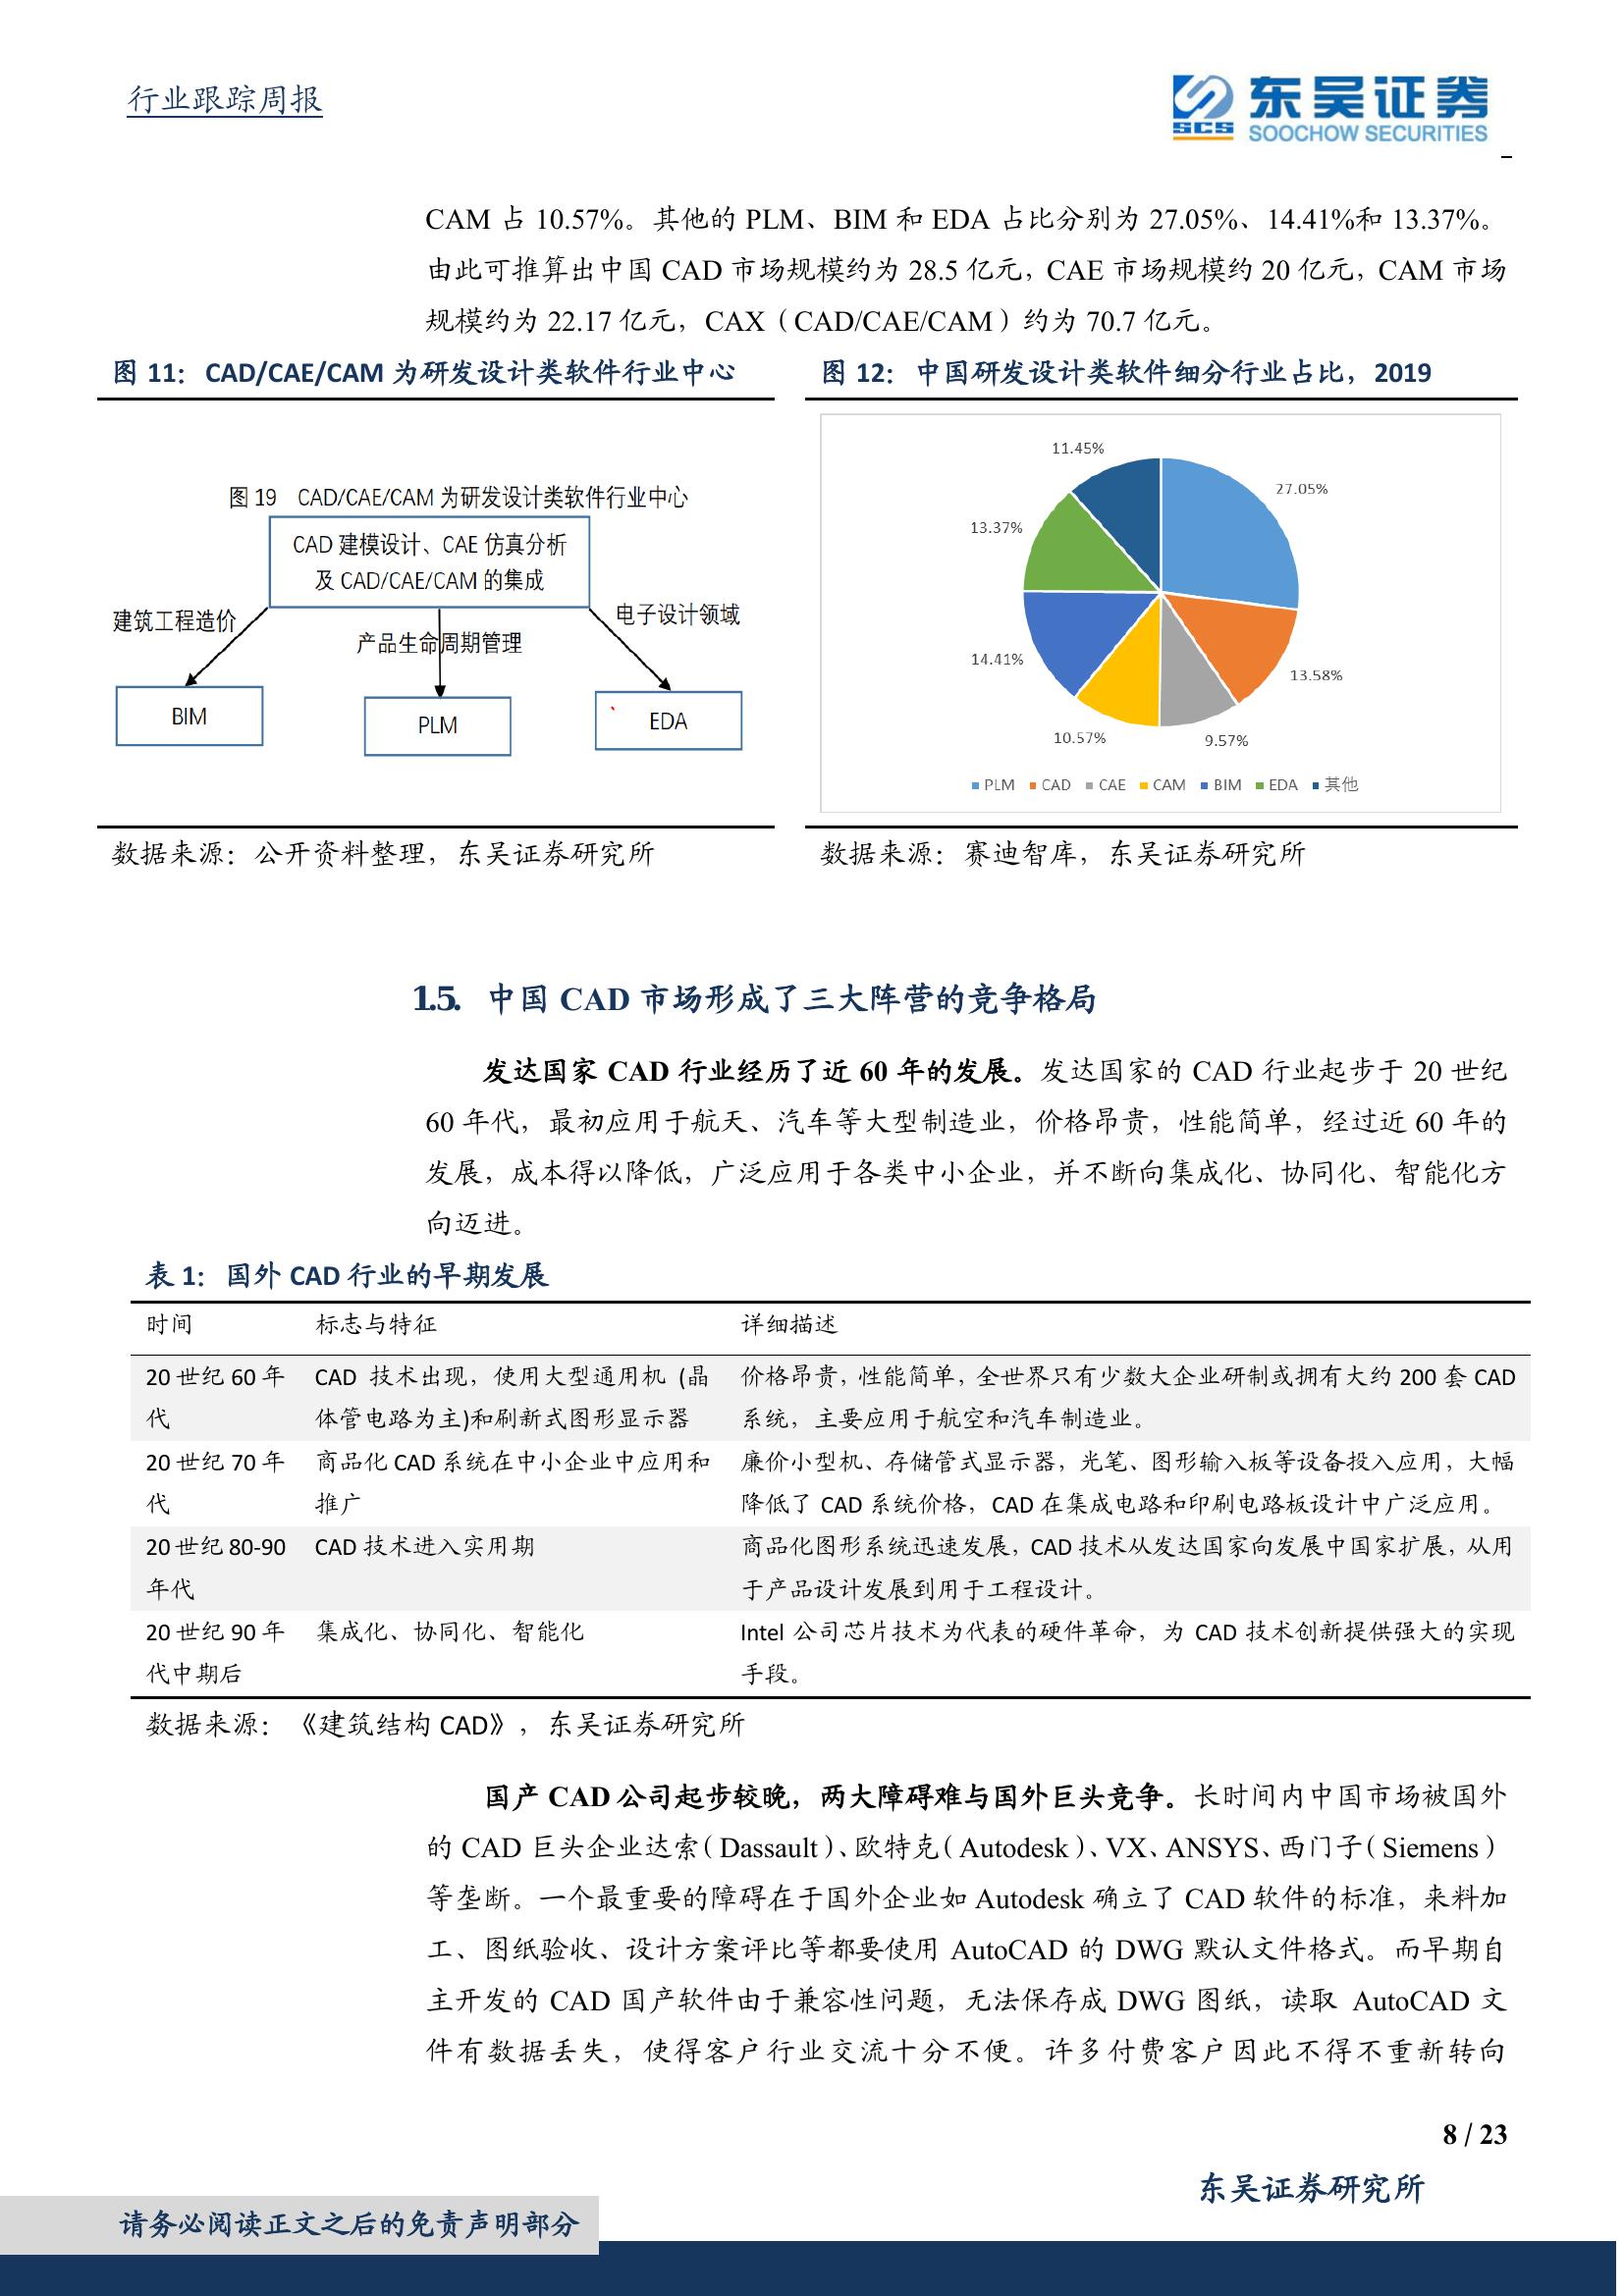 行业跟踪周报
东吴证券
SCS
SOOCHOW SECURITIES
CAM 占 10.57%。其他的 PLM、BIM 和 EDA 占比分别为 27.05%、14.41%和 13.37%。
由此可推算出中国 CAD 市场规模约为 28.5 亿元，CAE 市场规模约 20 亿元，CAM 市场
规模约为 22.17 亿元，CAX（CAD/CAE/CAM）约为 70.7 亿元。
图 11：CAD/CAE/CAM 为研发设计类软件行业中心
图 19 CAD/CAE/CAM 为研发设计类软件行业中心
CAD 建模设计、CAE 仿真分析
及 CAD/CAE/CAM 的集成
建筑工程造价
产品生命周期管理
电子设计领域
BIM
PLM
EDA
数据来源：公开资料整理，东吴证券研究所
图 12：中国研发设计类软件细分行业占比，2019
11.45%
27.05%
13.37%
13.58%
14.41%
10.57%
9.57%
PLM CAD CAE CAM BIM EDA 其他
数据来源：赛迪智库，东吴证券研究所
1.5. 中国 CAD 市场形成了三大阵营的竞争格局
发达国家 CAD 行业经历了近 60 年的发展。发达国家的 CAD 行业起步于 20 世纪
60 年代，最初应用于航天、汽车等大型制造业，价格昂贵，性能简单，经过近 60 年的
发展，成本得以降低，广泛应用于各类中小企业，并不断向集成化、协同化、智能化方
向迈进。
表 1：国外 CAD 行业的早期发展
时间 标志与特征 详细描述
20 世纪 60 年 CAD 技术出现，使用大型通用机 (晶 价格昂贵，性能简单，全世界只有少数大企业研制或拥有大约 200 套 CAD
代 体管电路为主)和刷新式图形显示器 系统，主要应用于航空和汽车制造业。
20 世纪 70 年 商品化 CAD 系统在中小企业中应用和 廉价小型机、存储管式显示器，光笔、图形输入板等设备投入应用，大幅
代 推广 降低了 CAD 系统价格，CAD 在集成电路和印刷电路板设计中广泛应用。
20 世纪 80-90 CAD 技术进入实用期 商品化图形系统迅速发展，CAD 技术从发达国家向发展中国家扩展，从用
年代 于产品设计发展到用于工程设计。
20 世纪 90 年 集成化、协同化、智能化 Intel 公司芯片技术为代表的硬件革命，为 CAD 技术创新提供强大的实现
代中期后 手段。
数据来源：《建筑结构 CAD》，东吴证券研究所
国产 CAD 公司起步较晚，两大障碍难与国外巨头竞争。长时间内中国市场被国外
的 CAD 巨头企业达索（Dassault）、欧特克（Autodesk）、VX、ANSYS、西门子（Siemens）
等垄断。一个最重要的障碍在于国外企业如 Autodesk 确立了 CAD 软件的标准，来料加
工、图纸验收、设计方案评比等都要使用 AutoCAD 的 DWG 默认文件格式。而早期自
主开发的 CAD 国产软件由于兼容性问题，无法保存成 DWG 图纸，读取 AutoCAD 文
件有数据丢失，使得客户行业交流十分不便。许多付费客户因此不得不重新转向
8 / 23
东吴证券研究所
请务必阅读正文之后的免责声明部分